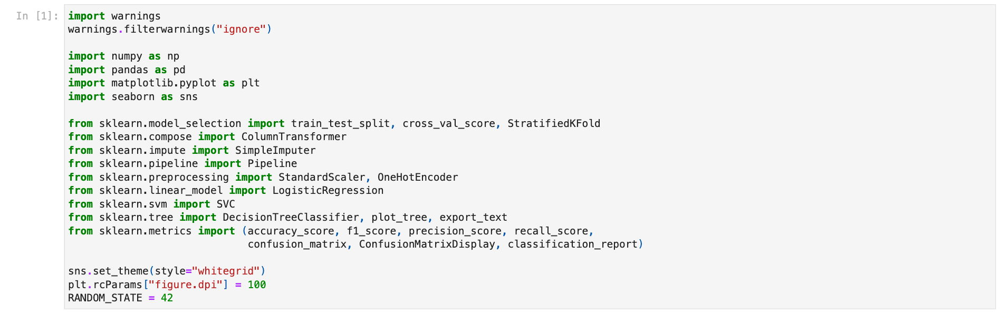 In [1]:
import warnings
warnings.filterwarnings("ignore")

import numpy as np
import pandas as pd
import matplotlib.pyplot as plt
import seaborn as sns

from sklearn.model_selection import train_test_split, cross_val_score, StratifiedKFold
from sklearn.compose import ColumnTransformer
from sklearn.impute import SimpleImputer
from sklearn.pipeline import Pipeline
from sklearn.preprocessing import StandardScaler, OneHotEncoder
from sklearn.linear_model import LogisticRegression
from sklearn.svm import SVC
from sklearn.tree import DecisionTreeClassifier, plot_tree, export_text
from sklearn.metrics import (accuracy_score, f1_score, precision_score, recall_score,
                             confusion_matrix, ConfusionMatrixDisplay, classification_report)

sns.set_theme(style="whitegrid")
plt.rcParams["figure.dpi"] = 100
RANDOM_STATE = 42